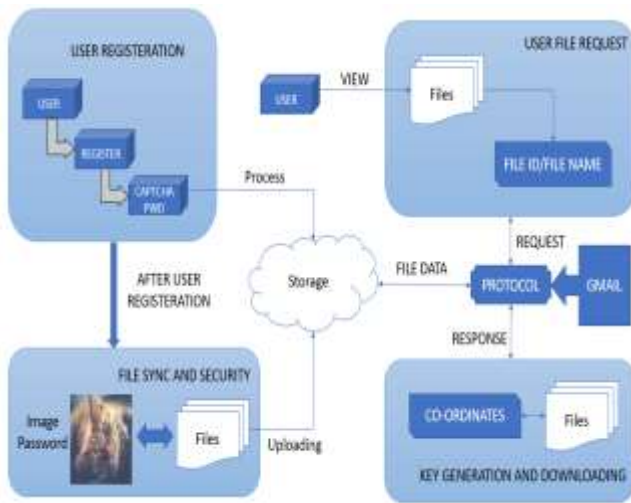 USER REGISTERATION
USER
REGISTER
CAPTCHA
PWD
Process
AFTER USER
REGISTERATION
FILE SYNC AND SECURITY
Image
Password
Files
Uploading
Storage
USER
VIEW
USER FILE REQUEST
Files
FILE ID/FILE NAME
REQUEST
FILE DATA
PROTOCOL
GMAIL
RESPONSE
CO-ORDINATES
Files
KEY GENERATION AND DOWNLOADING